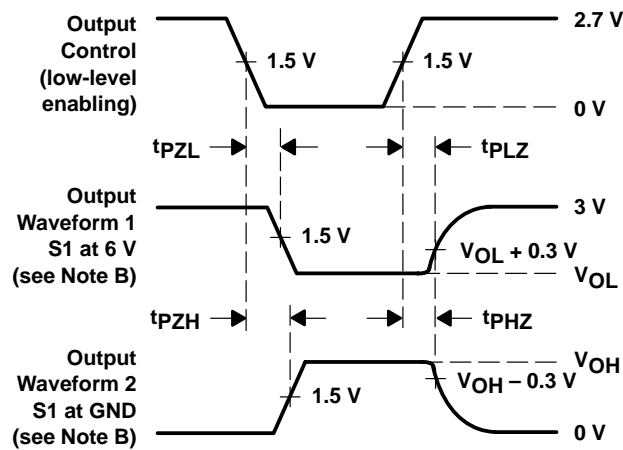 Output
Control
(low-level
enabling)
1.5 V
1.5 V
2.7 V
0 V
tPZL
tPLZ
Output
Waveform 1
S1 at 6 V
(see Note B)
1.5 V
3 V
VOL + 0.3 V
VOL
tPZH
tPHZ
Output
Waveform 2
S1 at GND
(see Note B)
1.5 V
VOH
VOH – 0.3 V
0 V